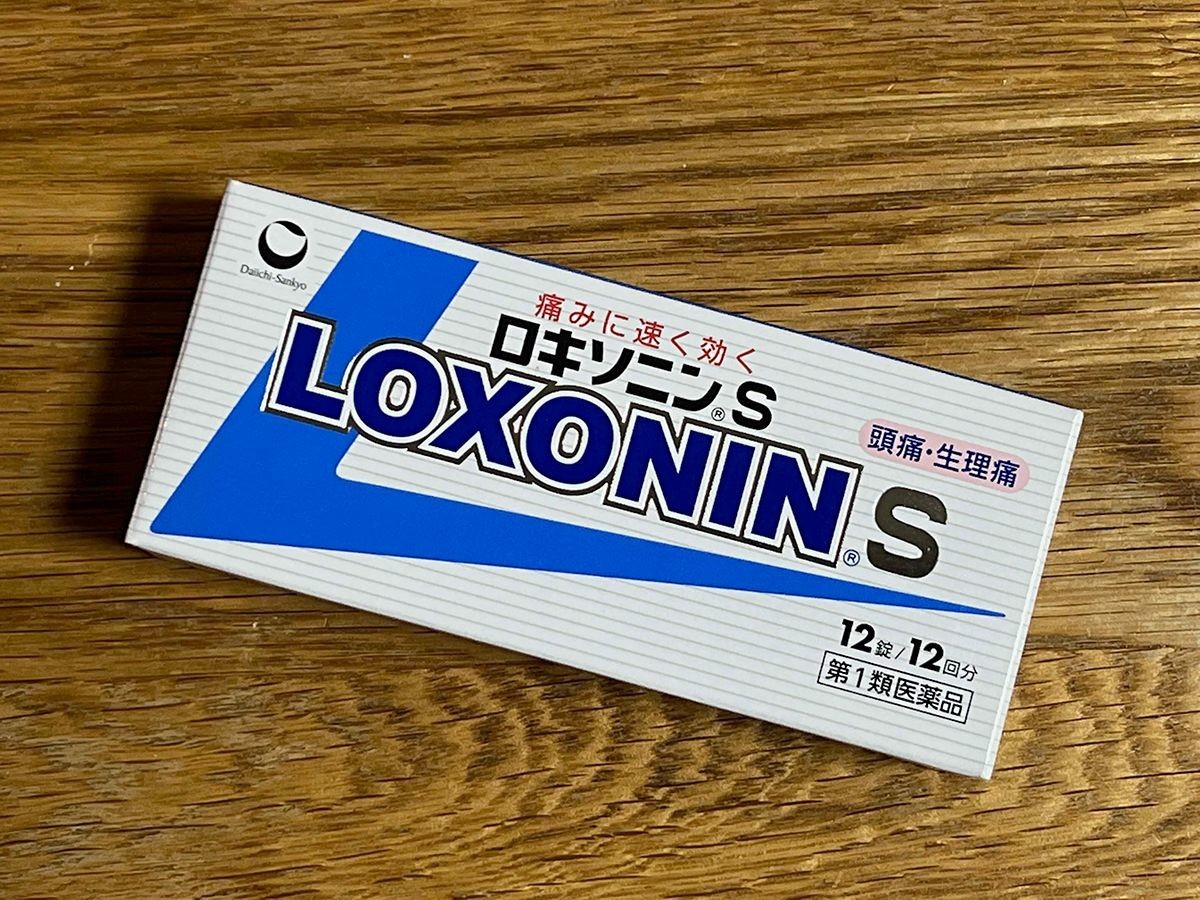 Daiichi-Sankyo
痛みに速く効く
ロキソニン®S
LOXONIN®S
頭痛・生理痛
12錠/12回分
第1類医薬品